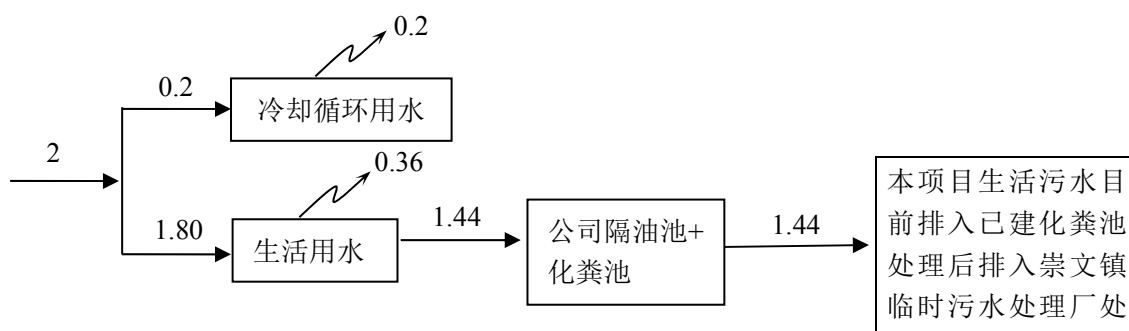 0.2
0.2
冷却循环用水
2
0.36
1.80
生活用水
1.44
公司隔油池+
化粪池
1.44
本项目生活污水目
前排入已建化粪池
处理后排入崇文镇
临时污水处理厂处